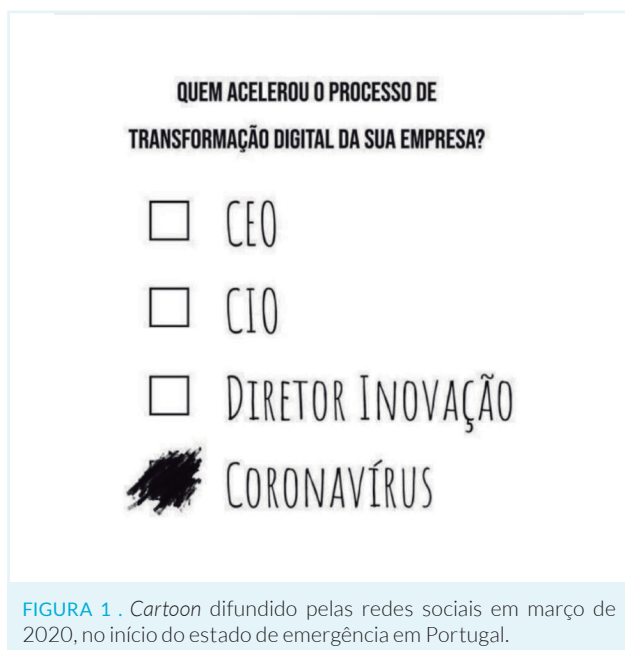 QUEM ACELEROU O PROCESSO DE
TRANSFORMAÇÃO DIGITAL DA SUA EMPRESA?
CEO
CIO
DIRETOR INOVAÇÃO
CORONAVÍRUS
FIGURA 1 . Cartoon difundido pelas redes sociais em março de
2020, no início do estado de emergência em Portugal.